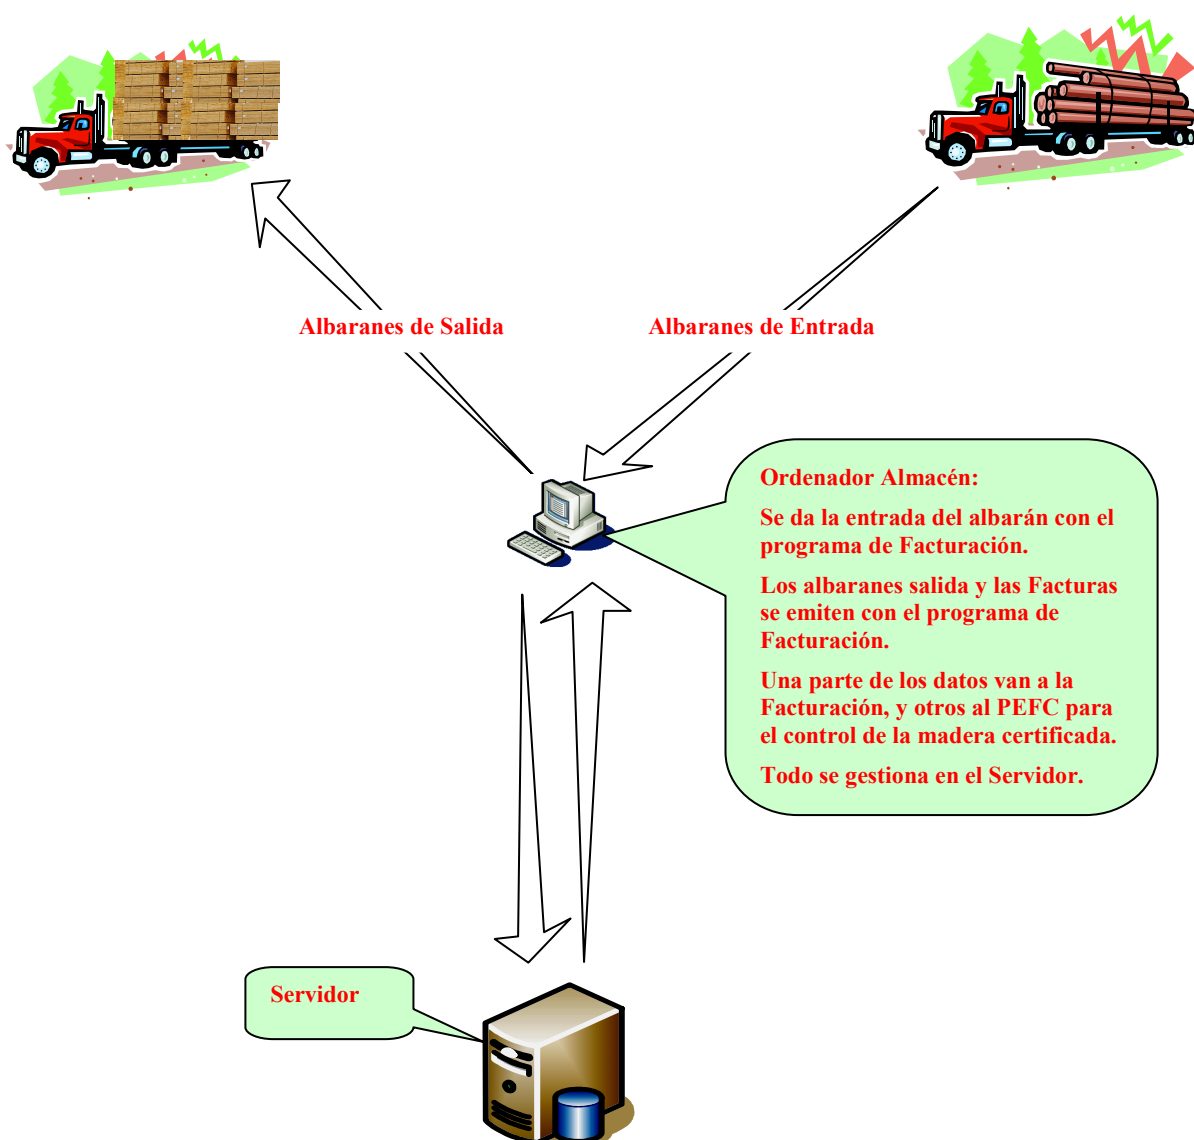 Albaranes de Salida
Albaranes de Entrada
Ordenador Almacén:
Se da la entrada del albarán con el
programa de Facturación.
Los albaranes salida y las Facturas
se emiten con el programa de
Facturación.
Una parte de los datos van a la
Facturación, y otros al PEFC para
el control de la madera certificada.
Todo se gestiona en el Servidor.
Servidor